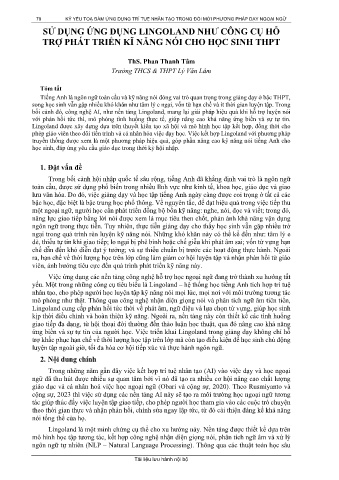 78 KỶ YẾU TỌA ĐÀM ỨNG DỤNG TRÍ TUỆ NHÂN TẠO TRONG ĐỔI MỚI PHƯƠNG PHÁP DẠY NGOẠI NGỮ
SỬ DỤNG ỨNG DỤNG LINGOLAND NHƯ CÔNG CỤ HỖ
TRỢ PHÁT TRIỂN KĨ NĂNG NÓI CHO HỌC SINH THPT
ThS. Phan Thanh Tâm
Trường THCS & THPT Lý Văn Lâm
Tóm tắt
Tiếng Anh là ngôn ngữ toàn cầu và kỹ năng nói đóng vai trò quan trọng trong giảng dạy ở bậc THPT,
song học sinh vẫn gặp nhiều khó khăn như tâm lý e ngại, vốn từ hạn chế và ít thời gian luyện tập. Trong
bối cảnh đó, công nghệ AI, như nền tảng Lingoland, mang lại giải pháp hiệu quả khi hỗ trợ luyện nói
với phản hồi tức thì, mô phỏng tình huống thực tế, giúp nâng cao khả năng ứng biến và sự tự tin.
Lingoland được xây dựng dựa trên thuyết kiến tạo xã hội và mô hình học tập kết hợp, đồng thời cho
phép giáo viên theo dõi tiến trình và cá nhân hóa việc dạy học. Việc kết hợp Lingoland với phương pháp
truyền thống được xem là một phương pháp hiệu quả, góp phần nâng cao kỹ năng nói tiếng Anh cho
học sinh, đáp ứng yêu cầu giáo dục trong thời kỳ hội nhập.
1. Đặt vấn đề
Trong bối cảnh hội nhập quốc tế sâu rộng, tiếng Anh đã khẳng định vai trò là ngôn ngữ
toàn cầu, được sử dụng phổ biến trong nhiều lĩnh vực như kinh tế, khoa học, giáo dục và giao
lưu văn hóa. Do đó, việc giảng dạy và học tập tiếng Anh ngày càng được coi trọng ở tất cả các
bậc học, đặc biệt là bậc trung học phổ thông. Về nguyên tắc, để đạt hiệu quả trong việc tiếp thu
một ngoại ngữ, người học cần phát triển đồng bộ bốn kỹ năng: nghe, nói, đọc và viết; trong đó,
năng lực giao tiếp bằng lời nói được xem là mục tiêu then chốt, phản ánh khả năng vận dụng
ngôn ngữ trong thực tiễn. Tuy nhiên, thực tiễn giảng dạy cho thấy học sinh vẫn gặp nhiều trở
ngại trong quá trình rèn luyện kỹ năng nói. Những khó khăn này có thể kể đến như: tâm lý e
dè, thiếu tự tin khi giao tiếp; lo ngại bị phê bình hoặc chế giễu khi phát âm sai; vốn từ vựng hạn
chế dẫn đến khó diễn đạt ý tưởng; và sự thiếu chuẩn bị trước các hoạt động thực hành. Ngoài
ra, hạn chế về thời lượng học trên lớp cũng làm giảm cơ hội luyện tập và nhận phản hồi từ giáo
viên, ảnh hưởng tiêu cực đến quá trình phát triển kỹ năng này.
Việc ứng dụng các nền tảng công nghệ hỗ trợ học ngoại ngữ đang trở thành xu hướng tất
yếu. Một trong những công cụ tiêu biểu là Lingoland – hệ thống học tiếng Anh tích hợp trí tuệ
nhân tạo, cho phép người học luyện tập kỹ năng nói mọi lúc, mọi nơi với môi trường tương tác
mô phỏng như thật. Thông qua công nghệ nhận diện giọng nói và phân tích ngữ âm tiên tiến,
Lingoland cung cấp phản hồi tức thời về phát âm, ngữ điệu và lựa chọn từ vựng, giúp học sinh
kịp thời điều chỉnh và hoàn thiện kỹ năng. Ngoài ra, nền tảng này còn thiết kế các tình huống
giao tiếp đa dạng, từ hội thoại đời thường đến thảo luận học thuật, qua đó nâng cao khả năng
ứng biến và sự tự tin của người học. Việc triển khai Lingoland trong giảng dạy không chỉ hỗ
trợ khắc phục hạn chế về thời lượng học tập trên lớp mà còn tạo điều kiện để học sinh chủ động
luyện tập ngoài giờ, tối đa hóa cơ hội tiếp xúc và thực hành ngôn ngữ.
2. Nội dung chính
Trong những năm gần đây việc kết hợp trí tuệ nhân tạo (AI) vào việc dạy và học ngoại
ngữ đã thu hút được nhiều sự quan tâm bởi vì nó đã tạo ra nhiều cơ hội nâng cao chất lượng
giáo dục và cá nhân hoá việc học ngoại ngữ (Obari và cộng sự, 2020). Theo Rusmiyanto và
cộng sự, 2023 thì việc sử dụng các nền tảng AI này sẽ tạo ra môi trường học ngoại ngữ tương
tác giúp thúc đẩy việc luyện tập giao tiếp, cho phép người học tham gia vào các cuộc trò chuyện
theo thời gian thực và nhận phản hồi, chỉnh sửa ngay lập tức, từ đó cải thiện đáng kể khả năng
nói tổng thể của họ.
Lingoland là một minh chứng cụ thể cho xu hướng này. Nền tảng được thiết kế dựa trên
mô hình học tập tương tác, kết hợp công nghệ nhận diện giọng nói, phân tích ngữ âm và xử lý
ngôn ngữ tự nhiên (NLP – Natural Language Processing). Thông qua các thuật toán học sâu
Tài liệu lưu hành nội bộ